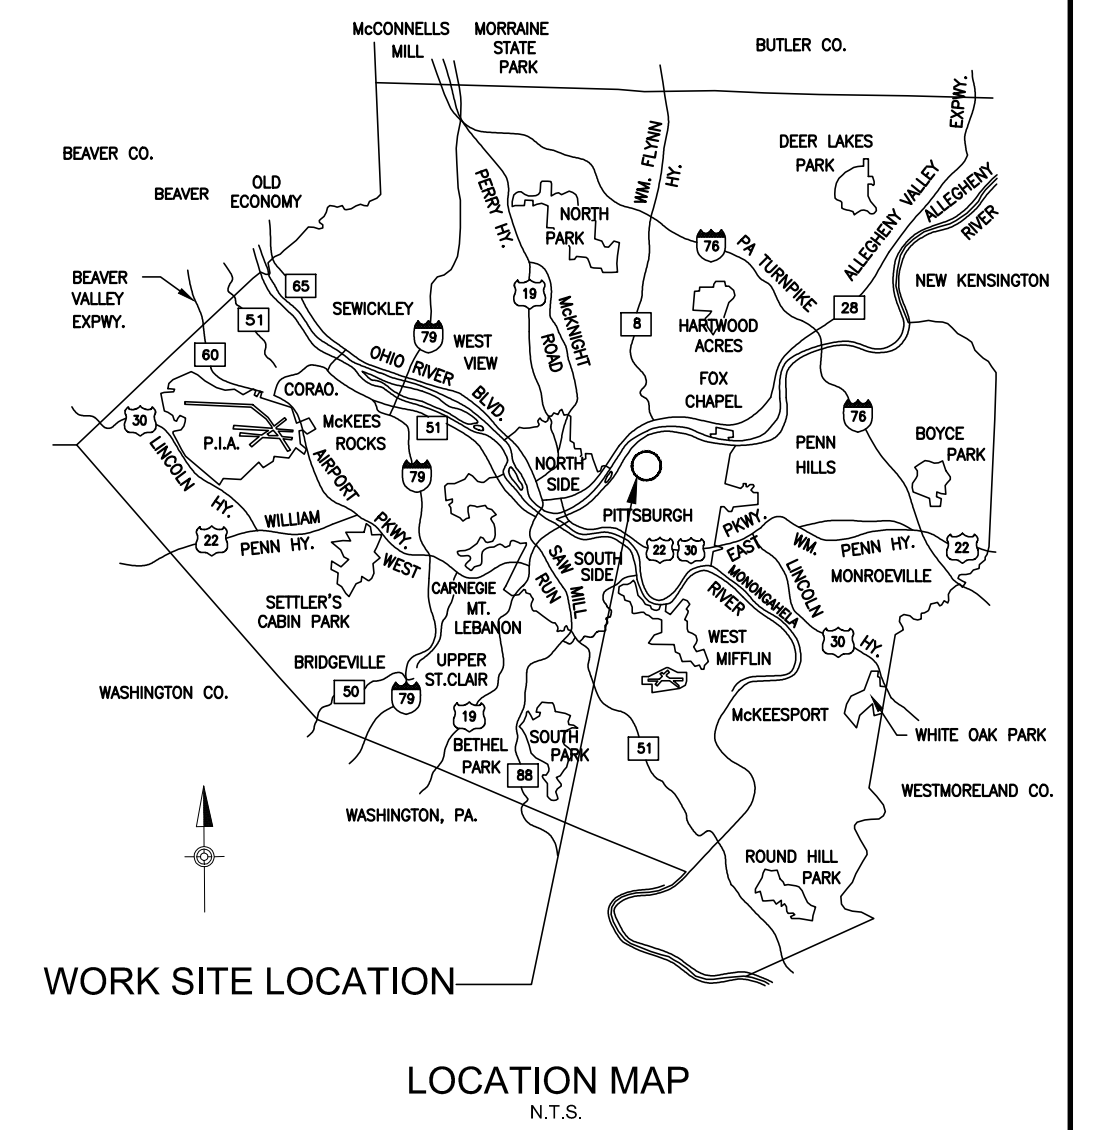 McCONNELLS
MILL
MORRAINE
STATE
PARK
BUTLER CO.
EXPWY.
BEAVER CO.
BEAVER
OLD
ECONOMY
PERRY HY.
WM. FLYNN
HY.
DEER LAKES
PARK
ALLEGHENY VALLEY
ALLEGHENY
RIVER
NORTH
PARK
76
PA TURNPIKE
BEAVER
VALLEY
EXPWY.
65
51
60
SEWICKLEY
79
WEST
VIEW
19
McKNIGHT
ROAD
8
HARTWOOD
ACRES
28
NEW KENSINGTON
OHIO RIVER
BLVD.
FOX
CHAPEL
CORAO.
McKEES
ROCKS
51
30
P.I.A.
LINCOLN
HY.
AIRPORT
PKWY.
WEST
79
NORTH
SIDE
76
PENN
HILLS
BOYCE
PARK
WILLIAM
PENN HY.
22
PITTSBURGH
PKWY.
EAST
22
30
WM.
PENN HY.
22
MONROEVILLE
LINCOLN
HY.
30
SAW MILL
RUN
SOUTH
SIDE
MONONGAHELA
RIVER
SETTLER'S
CABIN PARK
CARNEGIE
MT.
LEBANON
BRIDGEVILLE
50
79
UPPER
ST.CLAIR
WEST
MIFFLIN
WASHINGTON CO.
19
BETHEL
PARK
SOUTH
PARK
88
51
McKEESPORT
WHITE OAK PARK
WESTMORELAND CO.
WASHINGTON, PA.
ROUND HILL
PARK
WORK SITE LOCATION
LOCATION MAP
N.T.S.